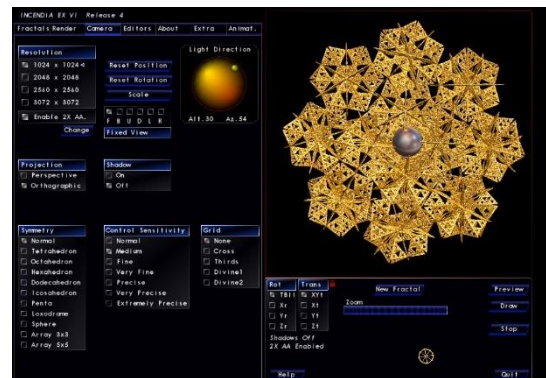 INCENDIA EX VI Release 4
Fractals Render Camera Editors About Extra Animat.
Resolution
1024 x 1024
2048 x 2048
2560 x 2560
3072 x 3072
Enable 2X AA.
Change
Reset Position
Reset Rotation
Scale
F B U D L R
Fixed View
Light Direction
Alt.30 Az.54
Projection
Perspective
Orthographic
Shadow
On
Off
Symmetry
Normal
Tetrahedron
Octahedron
Hexahedron
Dodecahedron
Icosahedron
Penta
Loxodrome
Sphere
Array 3x3
Array 5x5
Control Sensitivity
Normal
Medium
Fine
Very Fine
Precise
Very Precise
Extremely Precise
Grid
None
Cross
Thirds
Divine1
Divine2
Rot Trans
XYt
Xr Xt
Yr Yt
Zr Zt
Shadows Off
2X AA Enabled
Help
New Fractal
Zoom
Preview
Draw
Stop
Quit